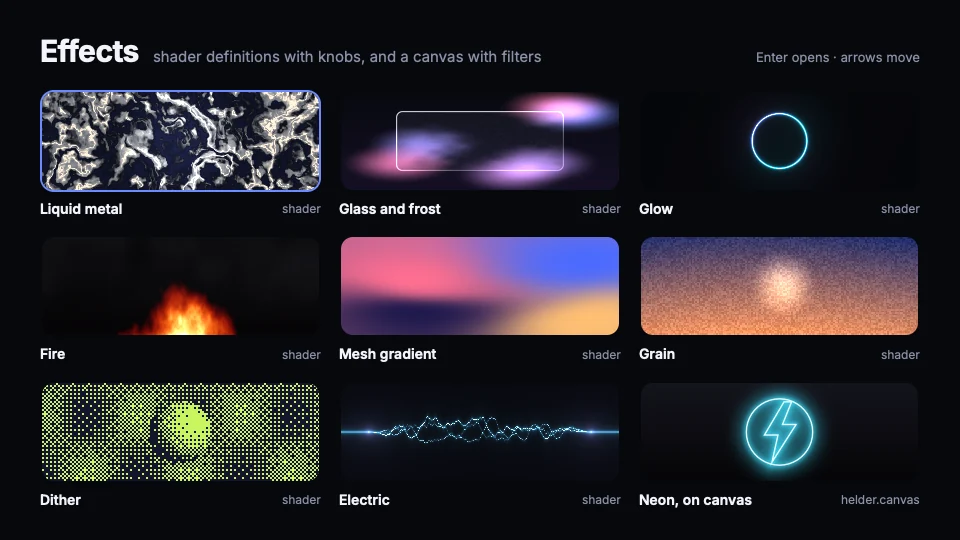 Effects shader definitions with knobs, and a canvas with filters Enter opens · arrows move
Liquid metal shader Glass and frost shader Glow shader
Fire shader Mesh gradient shader Grain shader
Dither shader Electric shader Neon, on canvas helder.canvas